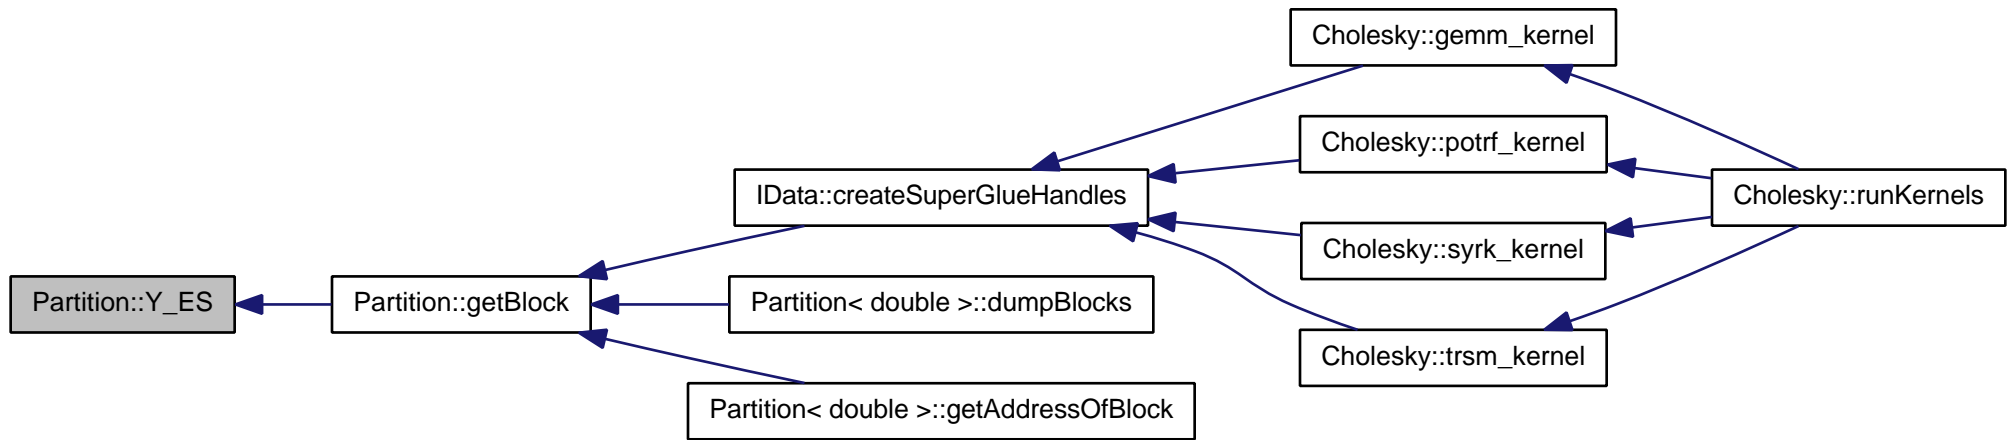 Partition::Y_ES
Partition::getBlock
IData::createSuperGlueHandles
Partition< double >::dumpBlocks
Partition< double >::getAddressOfBlock
Cholesky::gemm_kernel
Cholesky::potrf_kernel
Cholesky::syrk_kernel
Cholesky::trsm_kernel
Cholesky::runKernels